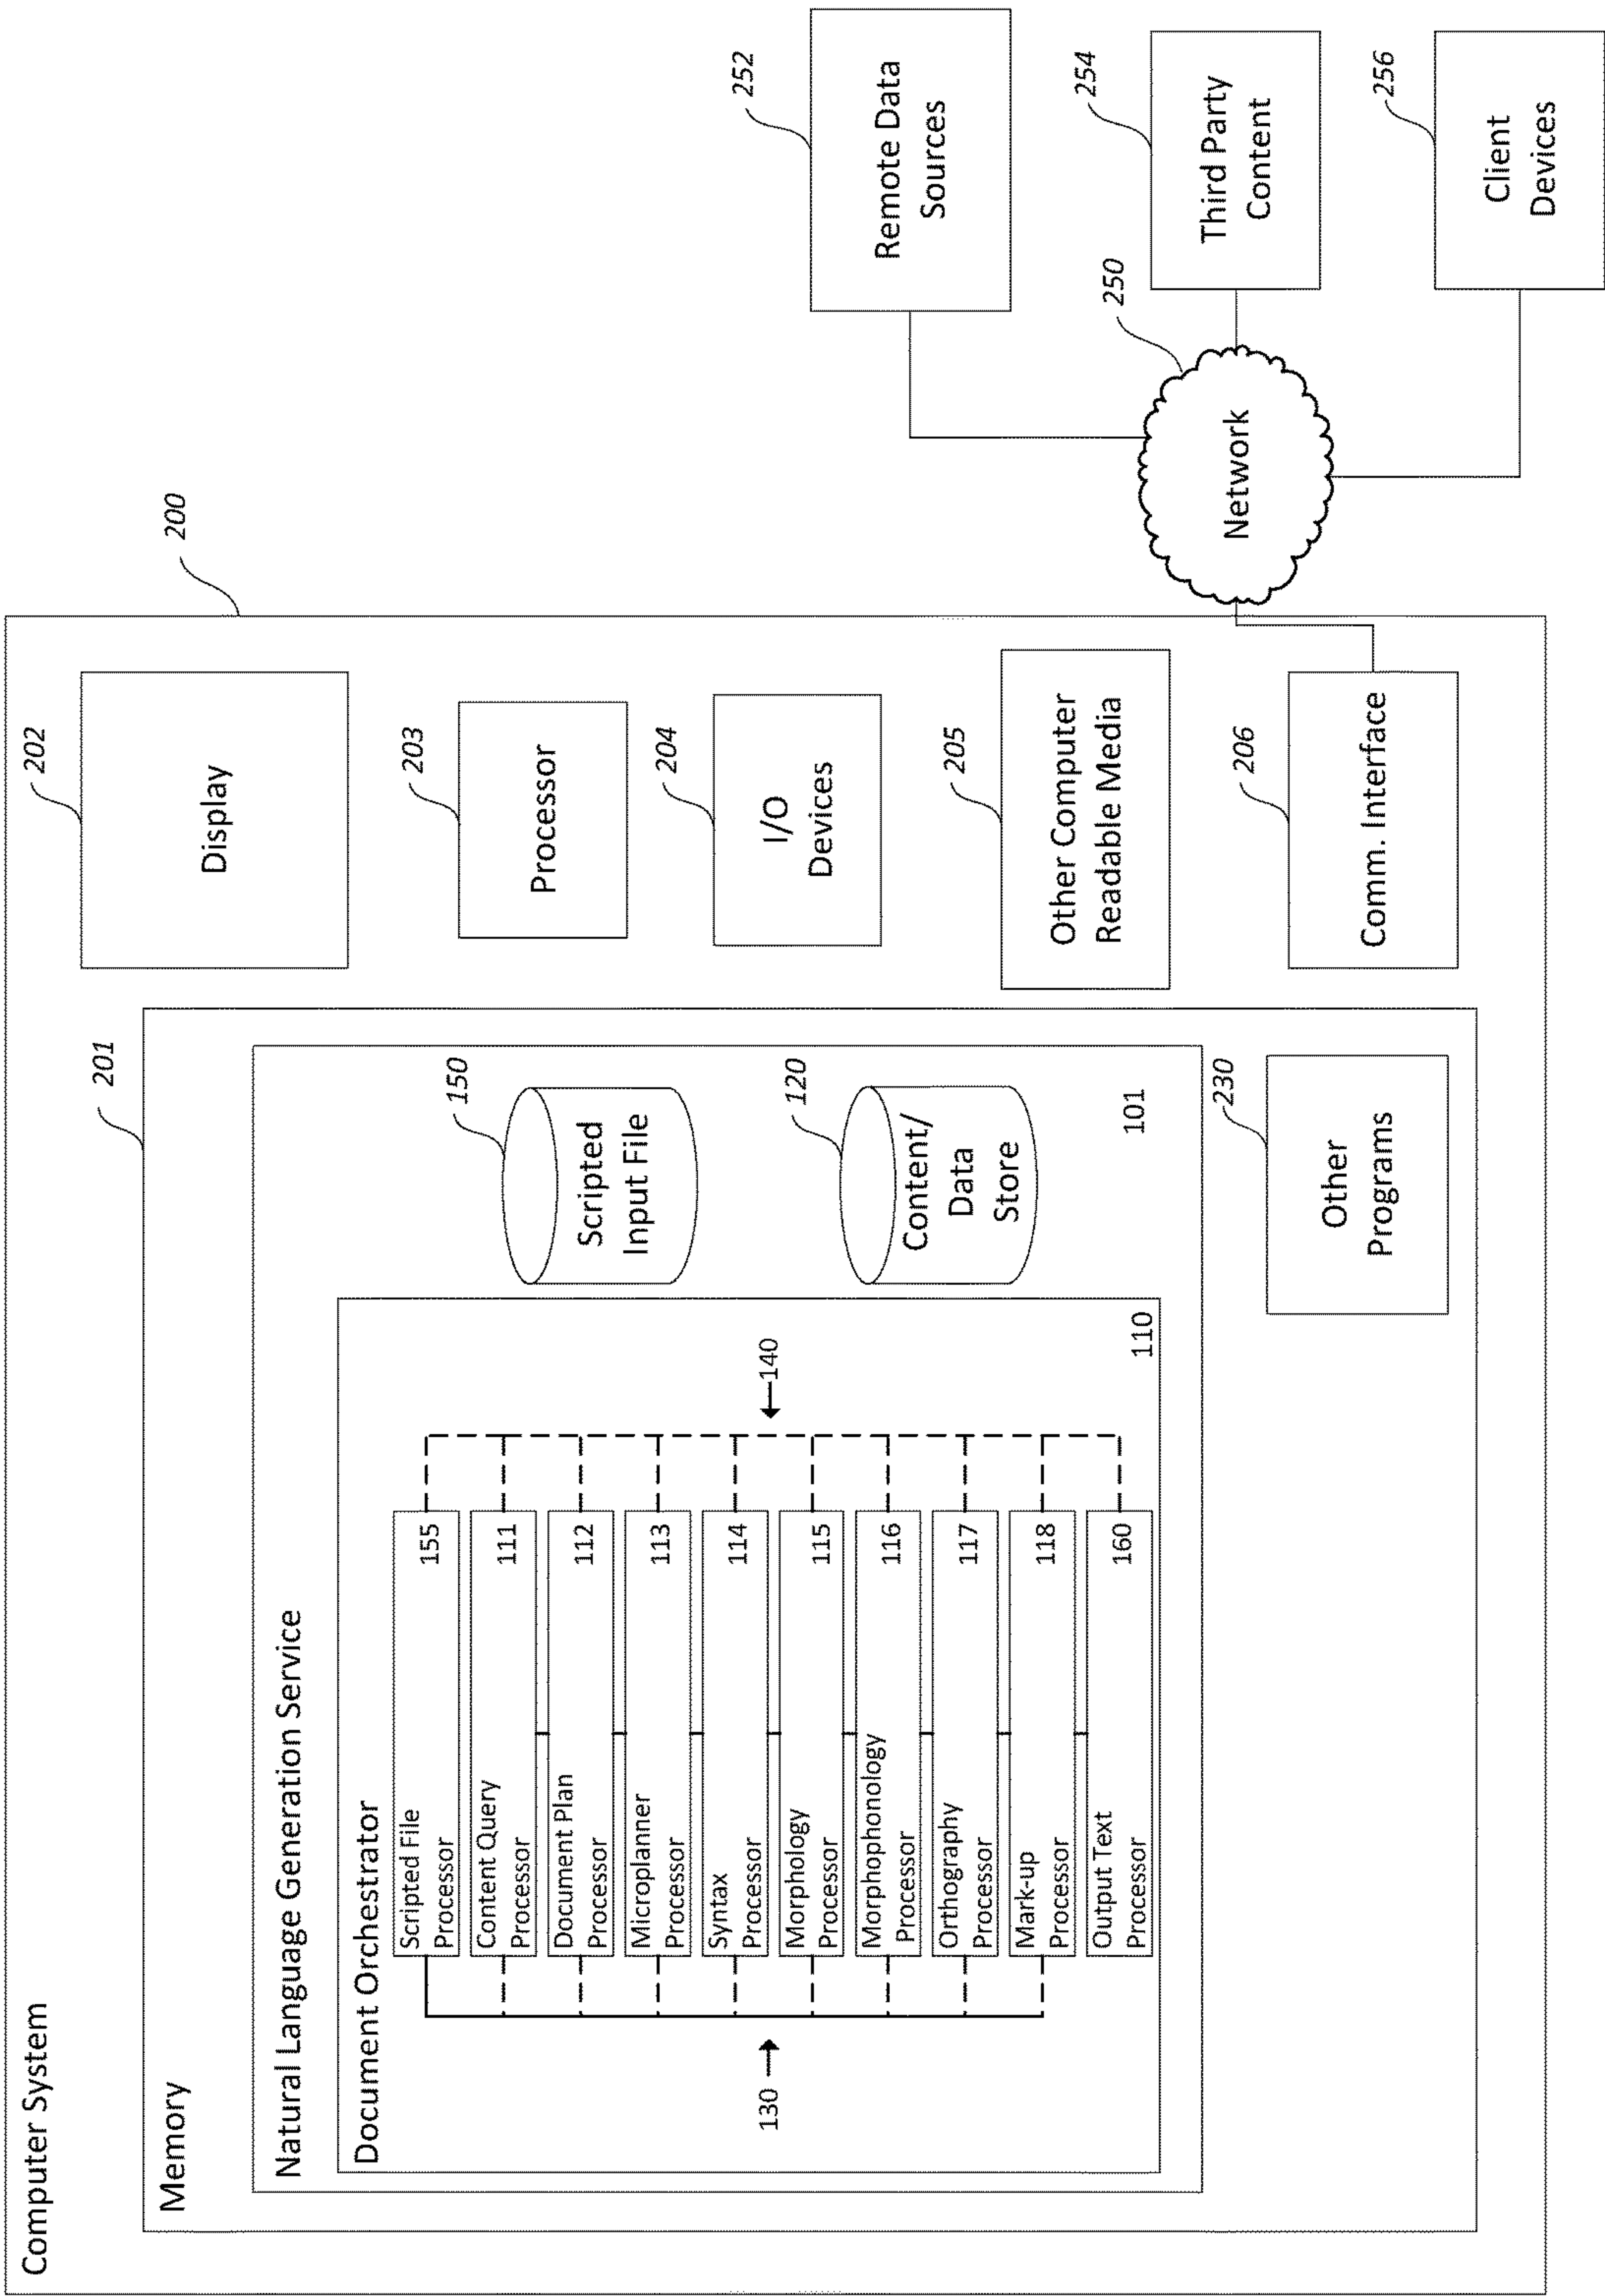 Computer System
200
Memory
201
Natural Language Generation Service
Document Orchestrator
Scripted File
Processor
155
Content Query
Processor
111
Document Plan
Processor
112
Microplanner
Processor
113
Syntax
Processor
114
Morphology
Processor
115
Morphophonology
Processor
116
Orthography
Processor
117
Mark-up
Processor
118
Output Text
Processor
160
130
140
110
150
Scripted
Input File
120
Content/
Data
Store
101
230
Other
Programs
202
Display
203
Processor
204
I/O
Devices
205
Other Computer
Readable Media
206
Comm. Interface
250
Network
252
Remote Data
Sources
254
Third Party
Content
256
Client
Devices